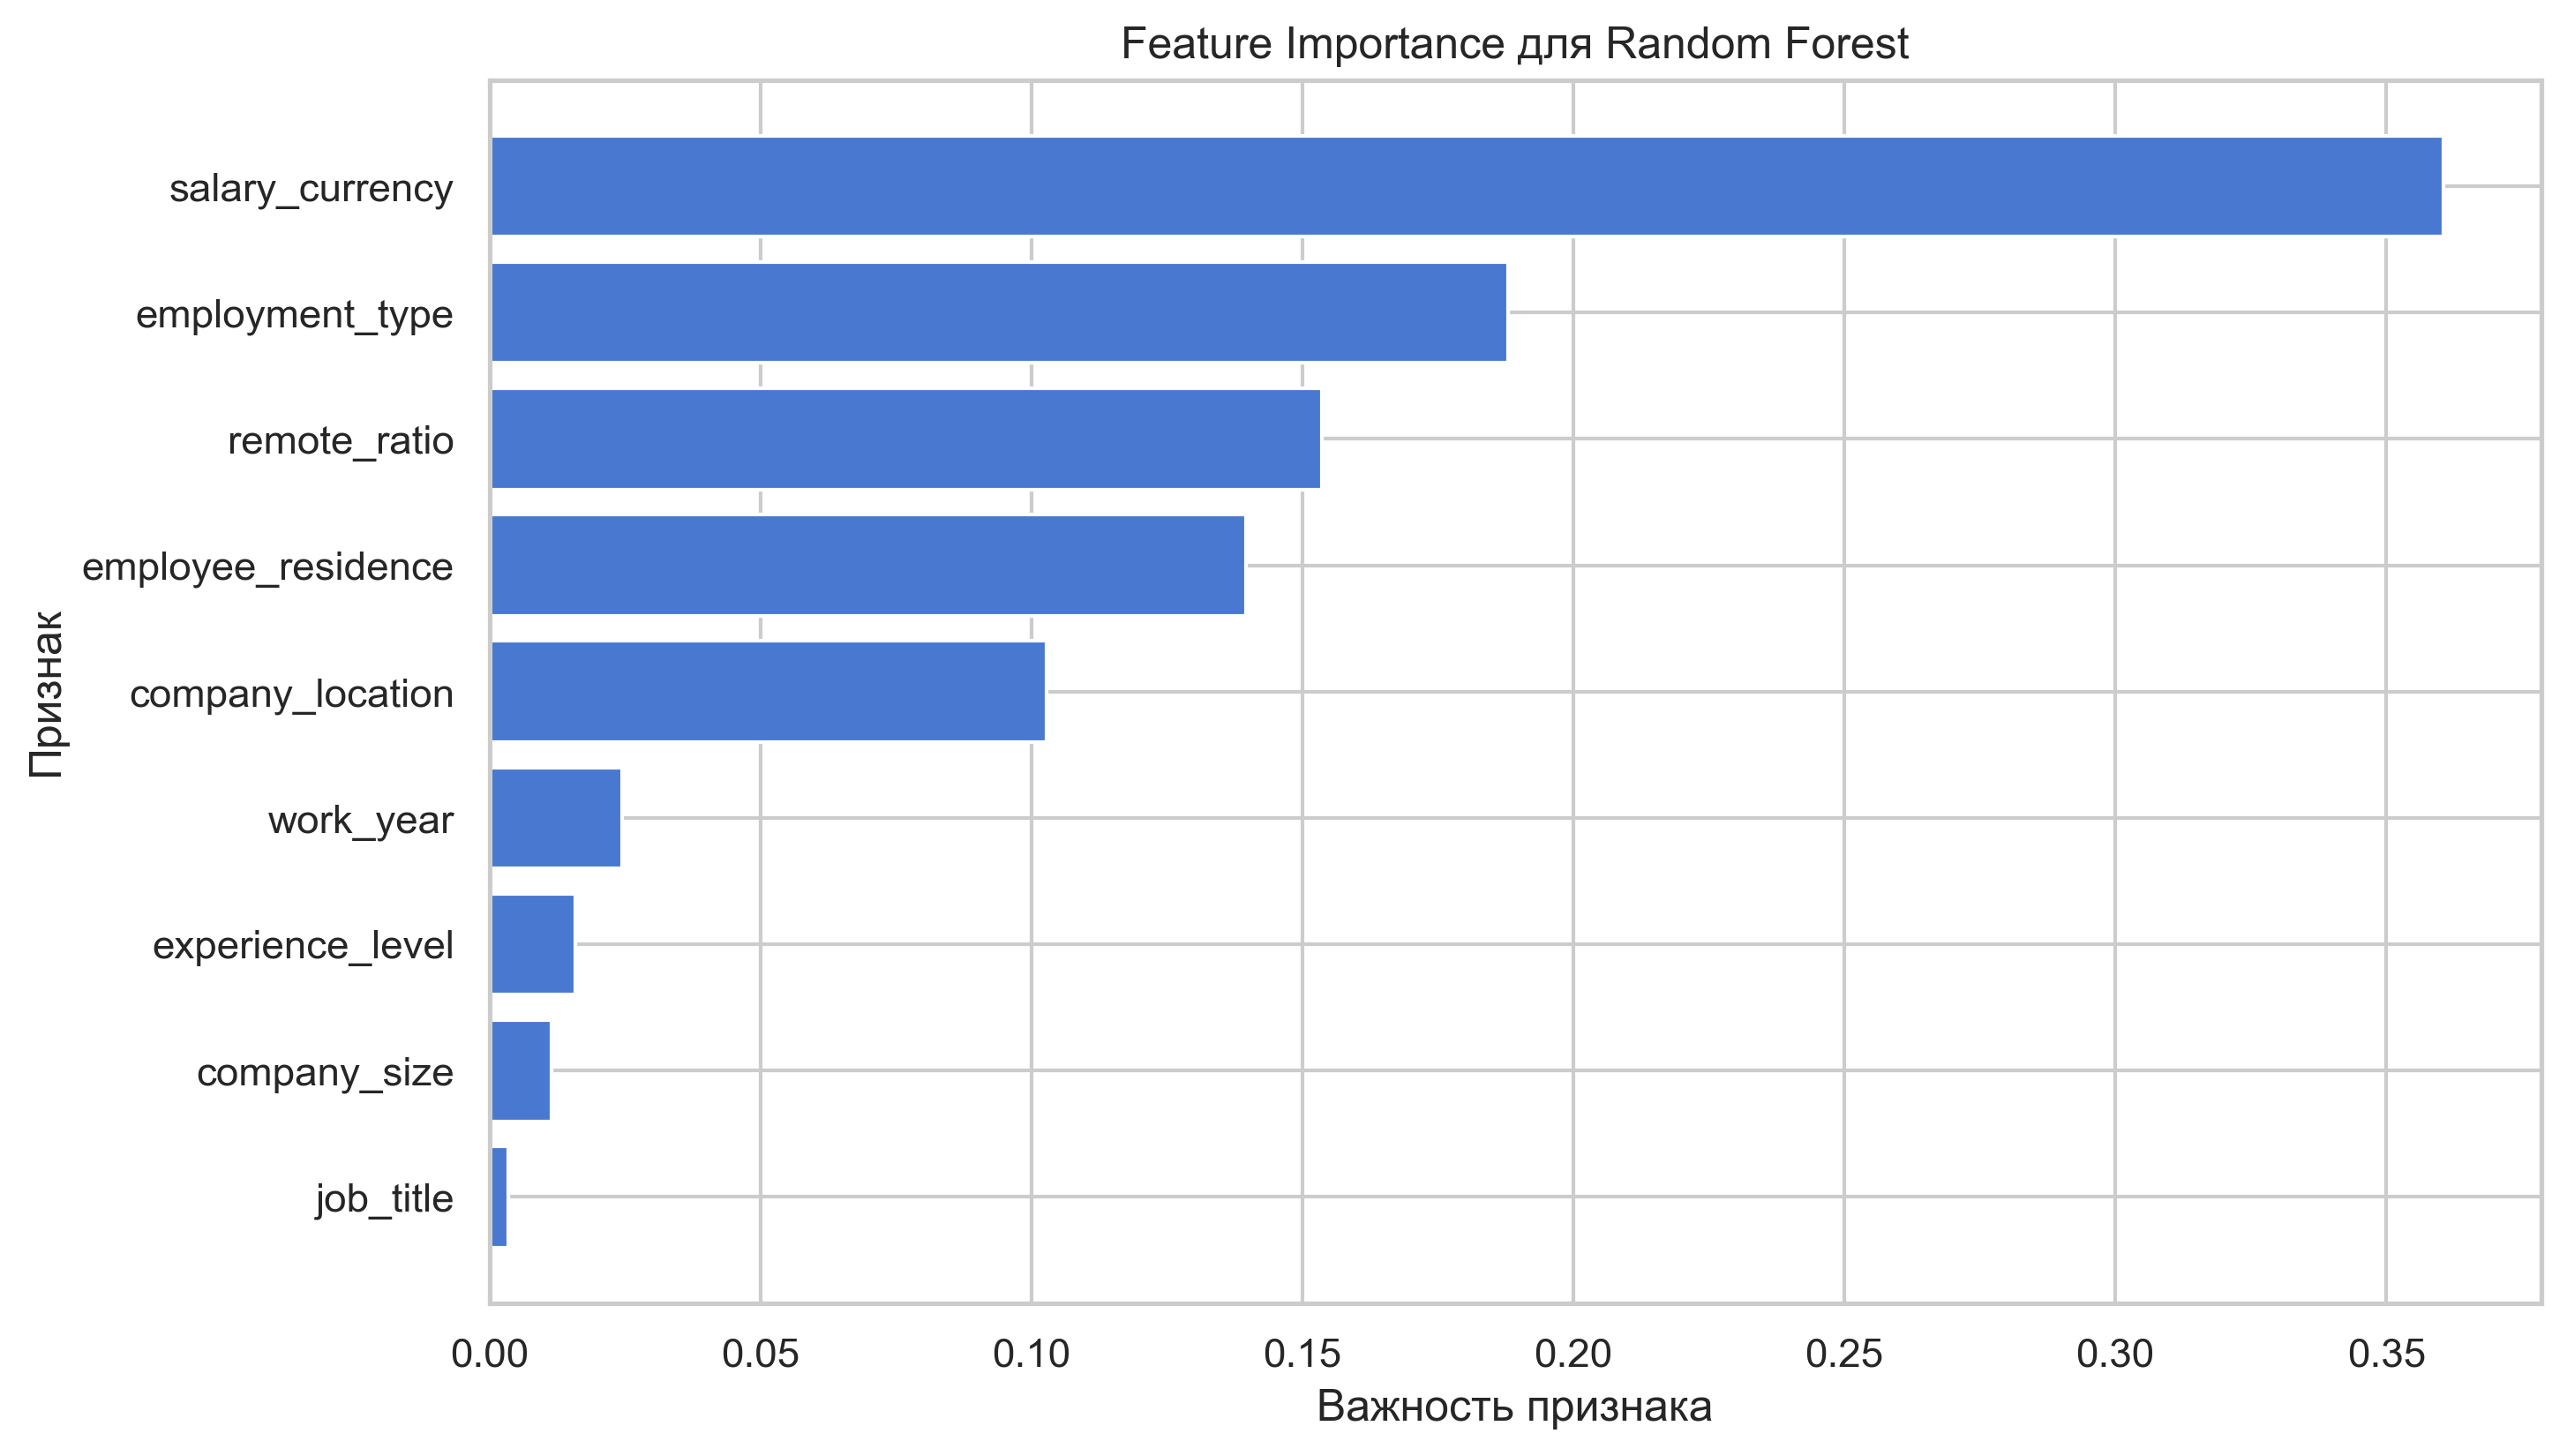 Feature Importance для Random Forest
Признак
salary_currency
employment_type
remote_ratio
employee_residence
company_location
work_year
experience_level
company_size
job_title
0.00 0.05 0.10 0.15 0.20 0.25 0.30 0.35
Важность признака